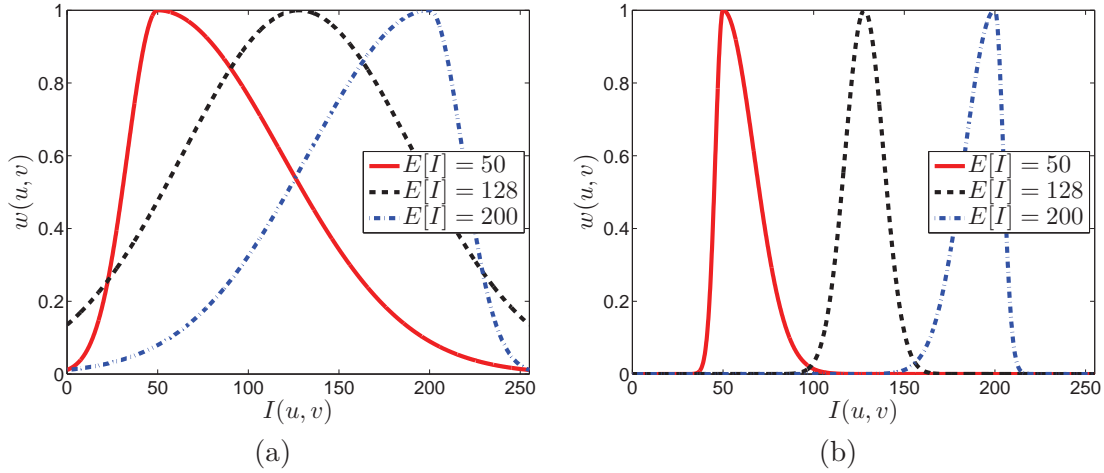 1
0.8
0.6
0.4
0.2
0
w(u, v)
0 50 100 150 200 250
I(u, v)
E[I] = 50
E[I] = 128
E[I] = 200
(a)
1
0.8
0.6
0.4
0.2
0
w(u, v)
0 50 100 150 200 250
I(u, v)
E[I] = 50
E[I] = 128
E[I] = 200
(b)